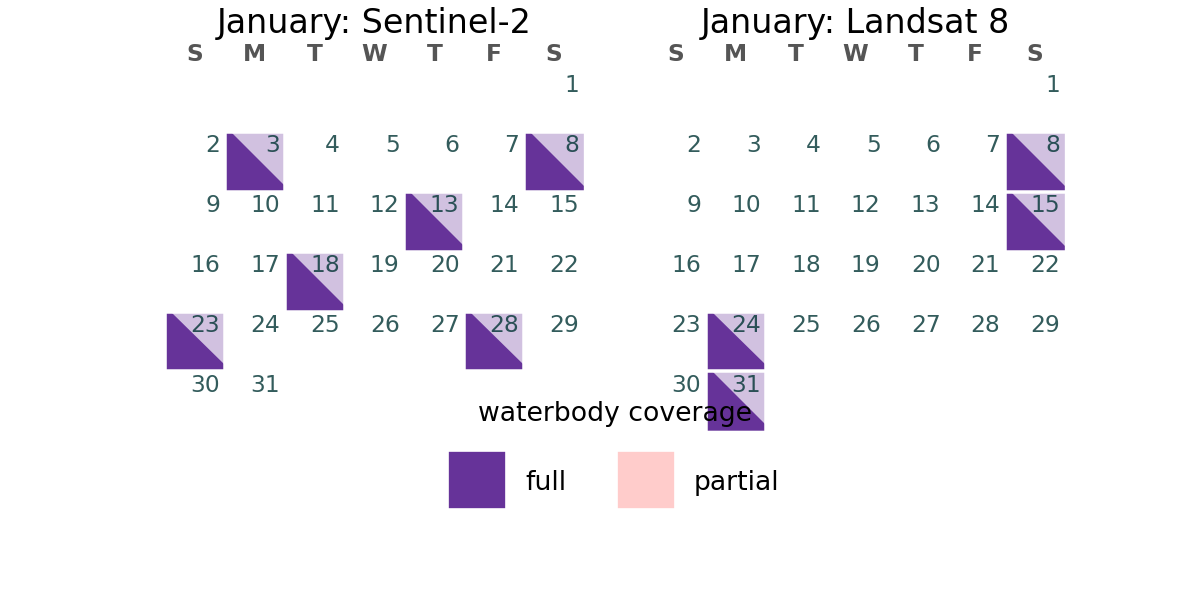 January: Sentinel-2
S M T W T F S
1
2 3 4 5 6 7 8
9 10 11 12 13 14 15
16 17 18 19 20 21 22
23 24 25 26 27 28 29
30 31
January: Landsat 8
S M T W T F S
1
2 3 4 5 6 7 8
9 10 11 12 13 14 15
16 17 18 19 20 21 22
23 24 25 26 27 28 29
30 31
waterbody coverage
full partial